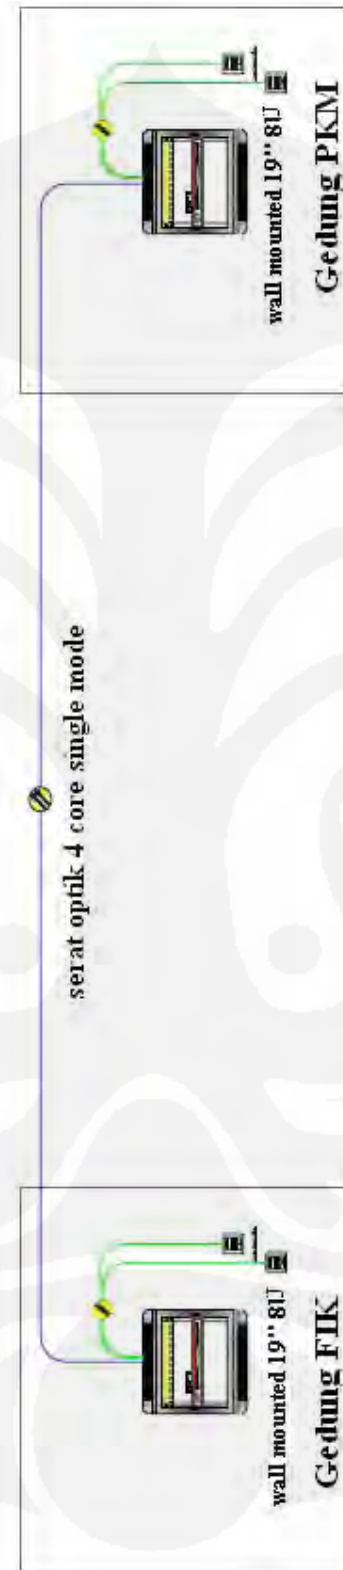 wall mounted 19'' 8U
Gedung FIK
serat optik 4 core single mode
wall mounted 19'' 8U
Gedung PKM